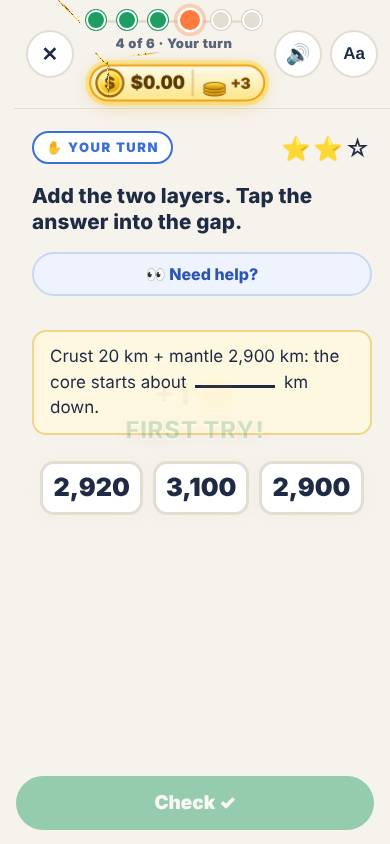 4 of 6 · Your turn
Aa
$0.00
+3
YOUR TURN
Add the two layers. Tap the
answer into the gap.
Need help?
Crust 20 km + mantle 2,900 km: the
core starts about ______ km
down.
FIRST TRY!
2,920 3,100 2,900
Check ✓